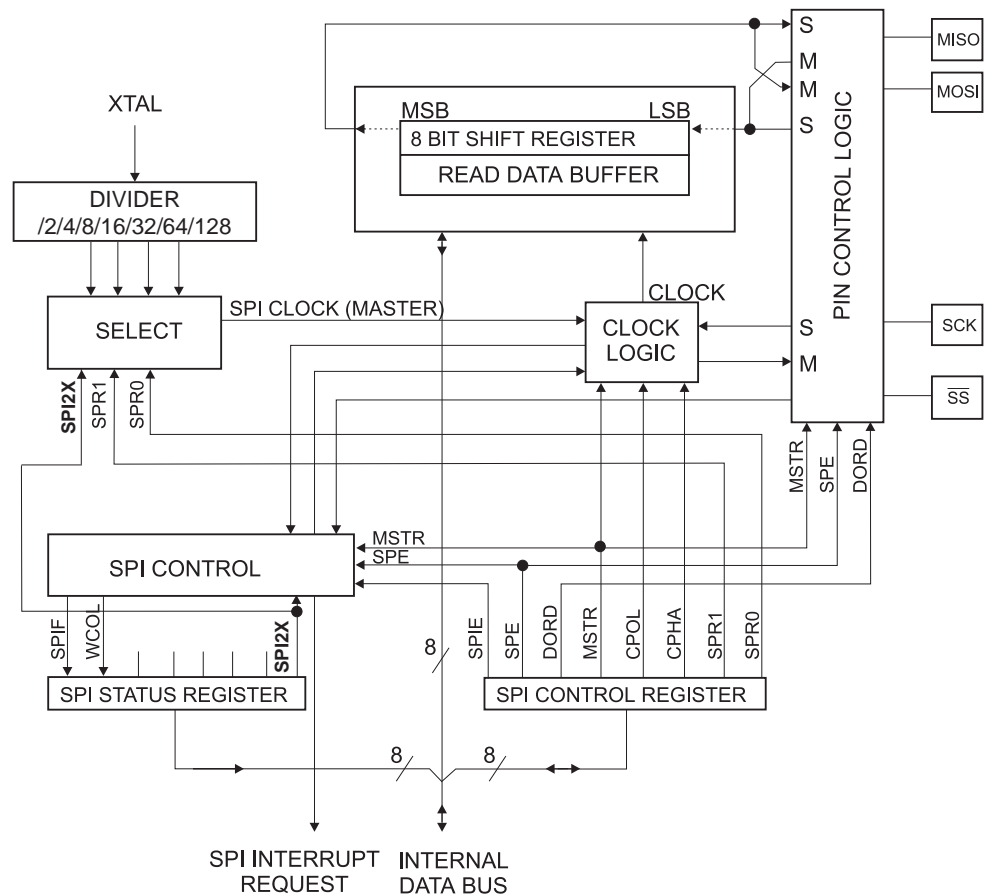 S
MISO
M
XTAL
MSB
LSB
M
MOSI
8 BIT SHIFT REGISTER
S
READ DATA BUFFER
DIVIDER
/2/4/8/16/32/64/128
PIN CONTROL LOGIC
SPI CLOCK (MASTER)
CLOCK
SELECT
CLOCK
LOGIC
S
SCK
M
SPI2X
SPR1
SPR0
SS
MSTR
SPE
DORD
MSTR
SPE
SPI CONTROL
SPIF
WCOL
SPI2X
8
SPIE
SPE
DORD
MSTR
CPOL
CPHA
SPR1
SPR0
SPI STATUS REGISTER
SPI CONTROL REGISTER
8
8
SPI INTERRUPT
REQUEST
INTERNAL
DATA BUS